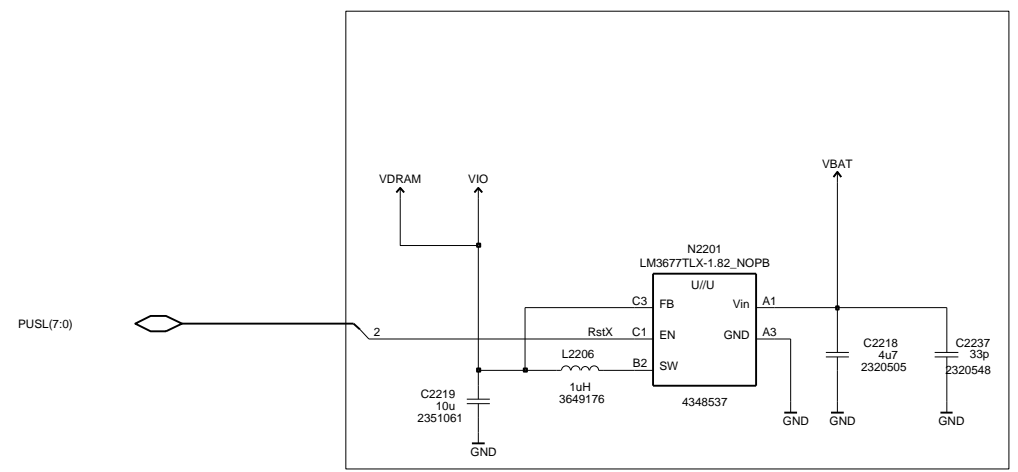 VBAT
VDRAM
VIO
N2201
LM3677TLX-1.82_NOPB
U//U
C3
FB
Vin
A1
PUSL(7:0)
2
RstX
C1
EN
GND
A3
L2206
B2
SW
C2218
4u7
2320505
C2237
33p
2320548
1uH
3649176
C2219
10u
2351061
4348537
GND
GND
GND
GND